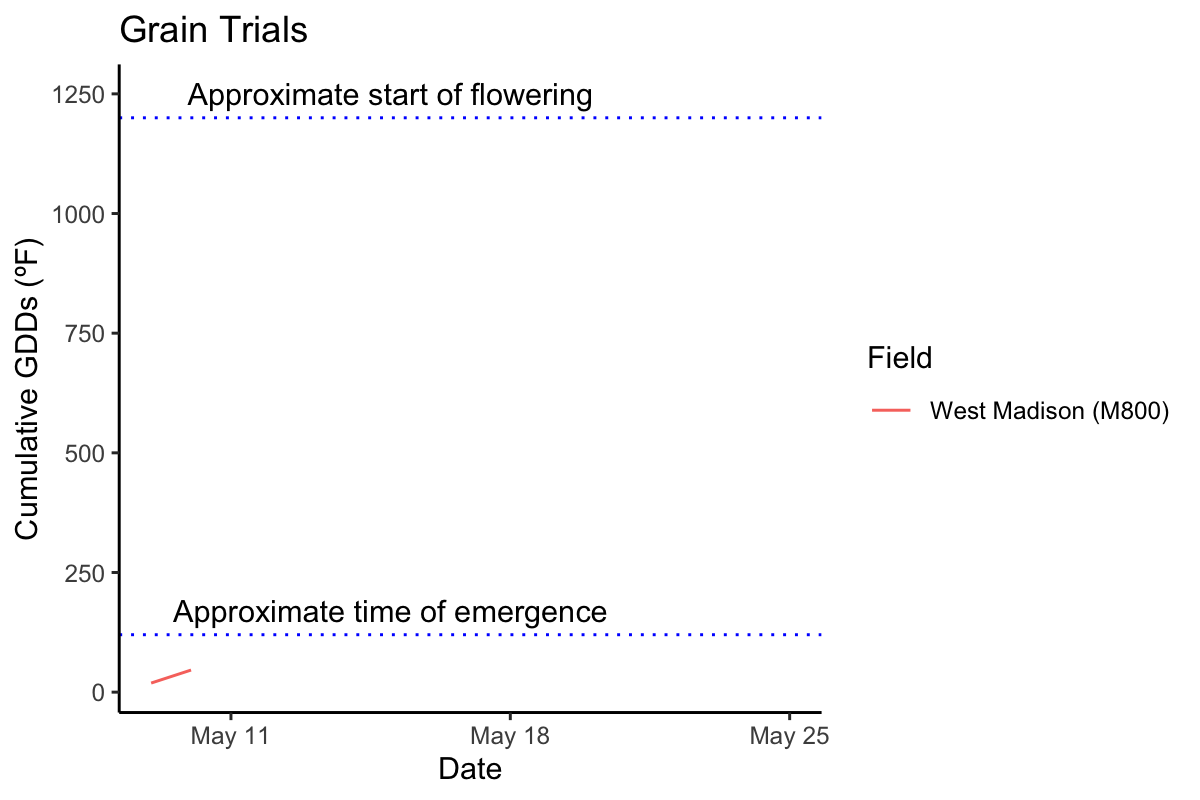 Grain Trials
Approximate start of flowering
1250
1000
750
500
250
0
Approximate time of emergence
Cumulative GDDs (ºF)
May 11
May 18
May 25
Date
Field
West Madison (M800)